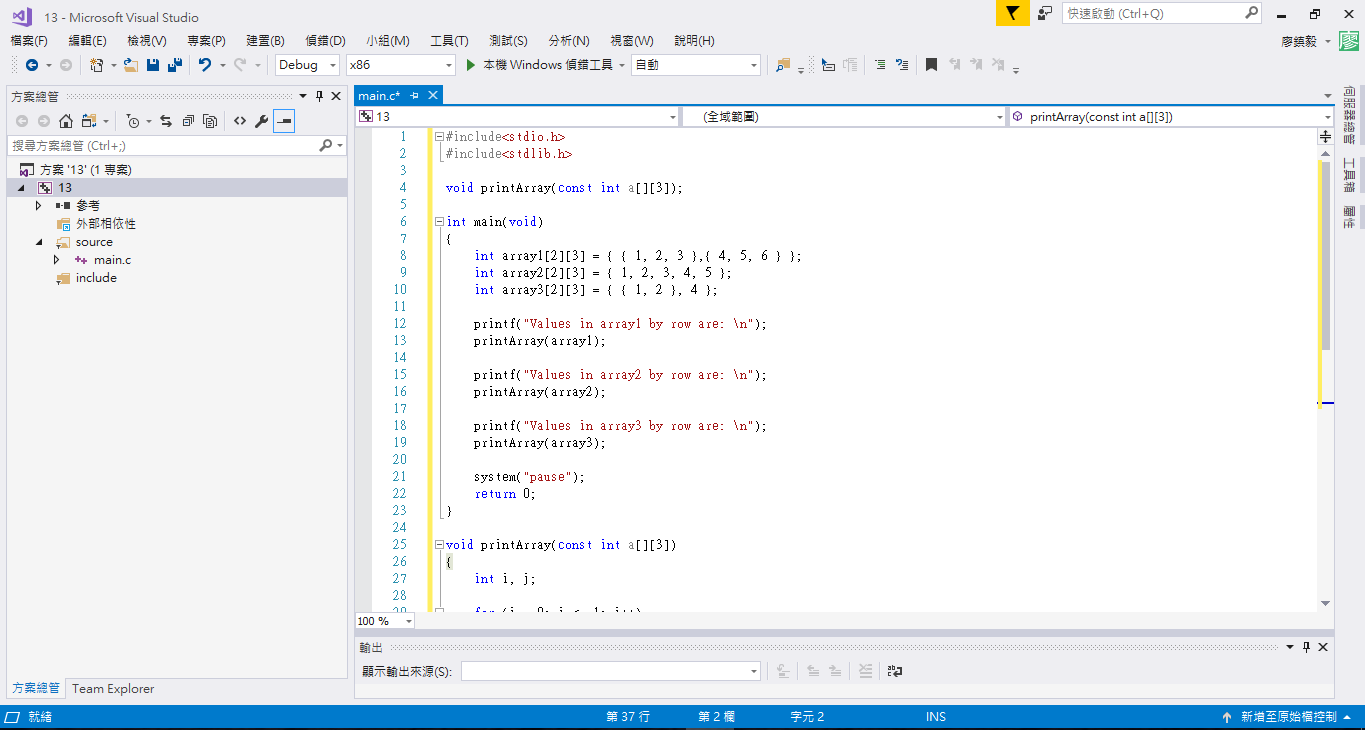 13 - Microsoft Visual Studio
快速啟動 (Ctrl+Q)
檔案(F) 編輯(E) 檢視(V) 專案(P) 建置(B) 偵錯(D) 小組(M) 工具(T) 測試(S) 分析(N) 視窗(W) 說明(H)
廖鎮毅 廖
Debug x86 本機 Windows 偵錯工具 自動
方案總管
搜尋方案總管 (Ctrl+;)
方案 '13' (1 專案)
13
參考
外部相依性
source
main.c
include
方案總管 Team Explorer
main.c*
13 (全域範圍) printArray(const int a[][3])
1 #include<stdio.h>
2 #include<stdlib.h>
3
4 void printArray(const int a[][3]);
5
6 int main(void)
7 {
8 int array1[2][3] = { { 1, 2, 3 },{ 4, 5, 6 } };
9 int array2[2][3] = { 1, 2, 3, 4, 5 };
10 int array3[2][3] = { { 1, 2 }, 4 };
11
12 printf("Values in array1 by row are: \n");
13 printArray(array1);
14
15 printf("Values in array2 by row are: \n");
16 printArray(array2);
17
18 printf("Values in array3 by row are: \n");
19 printArray(array3);
20
21 system("pause");
22 return 0;
23 }
24
25 void printArray(const int a[][3])
26 {
27 int i, j;
28
100 %
輸出
顯示輸出來源(S):
伺服器總管
工具箱
屬性
就緒 第 37 行 第 2 欄 字元 2 INS 新增至原始檔控制